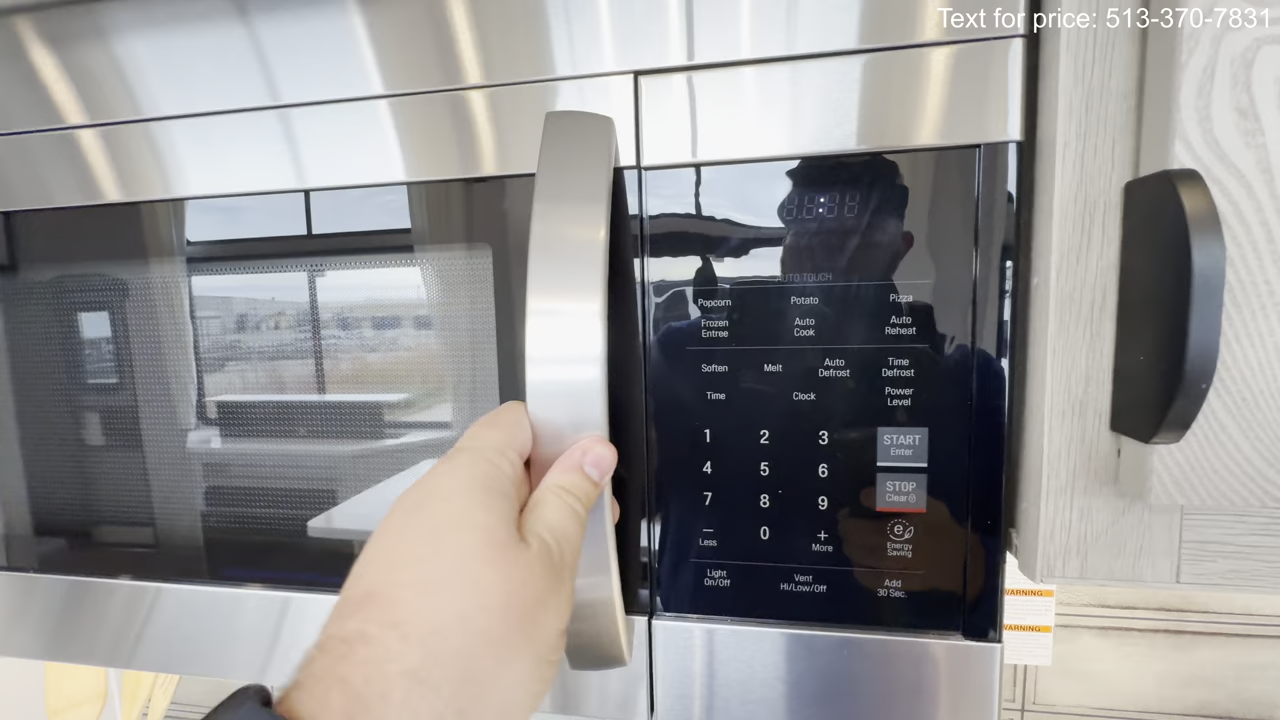 Text for price: 513-370-7831
AUTO TOUCH
Popcorn Potato Pizza
Frozen Entree Auto Cook Auto Reheat
Soften Melt Auto Defrost Time Defrost
Time Clock Power Level
1 2 3 START Enter
4 5 6
7 8 9 STOP Clear
− Less 0 + More e Energy Saving
Light On/Off Vent Hi/Low/Off Add 30 Sec.
WARNING
WARNING